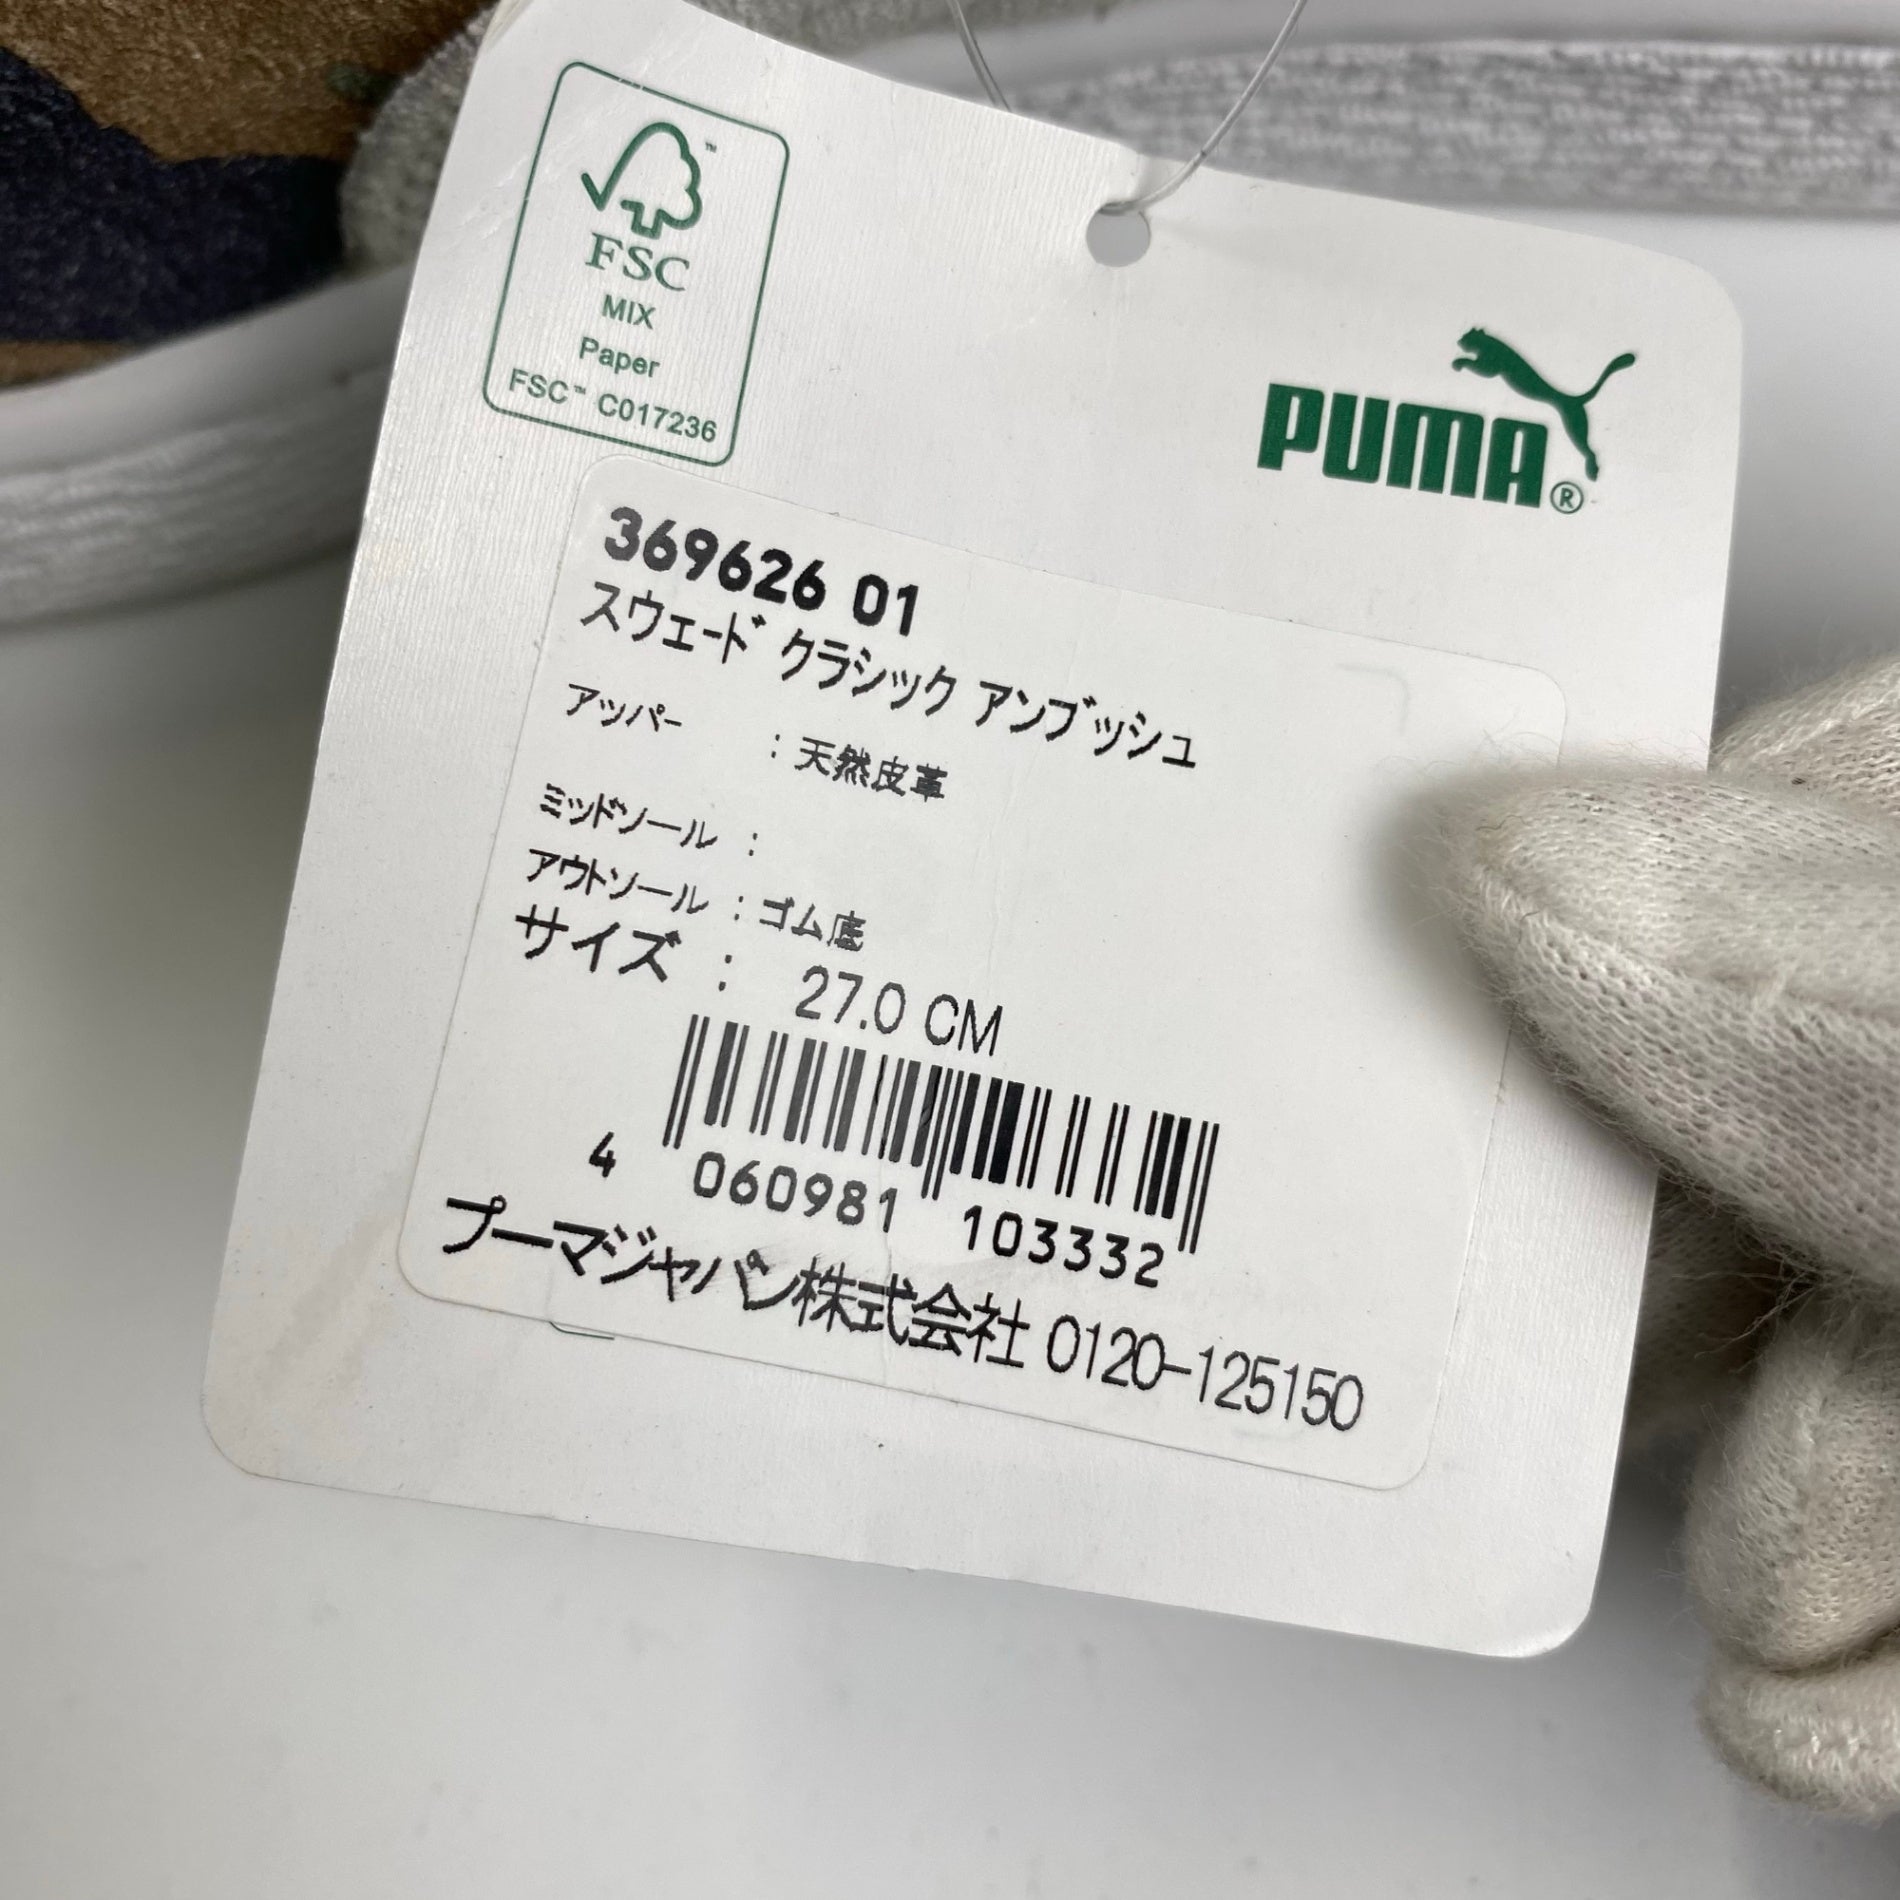 FSC™
MIX
Paper
FSC™ C017236
PUMA®
369626 01
スウェード クラシック アンブッシュ
アッパー : 天然皮革
ミッドソール :
アウトソール : ゴム底
サイズ : 27.0 CM
4 060981 103332
プーマジャパン株式会社 0120-125150